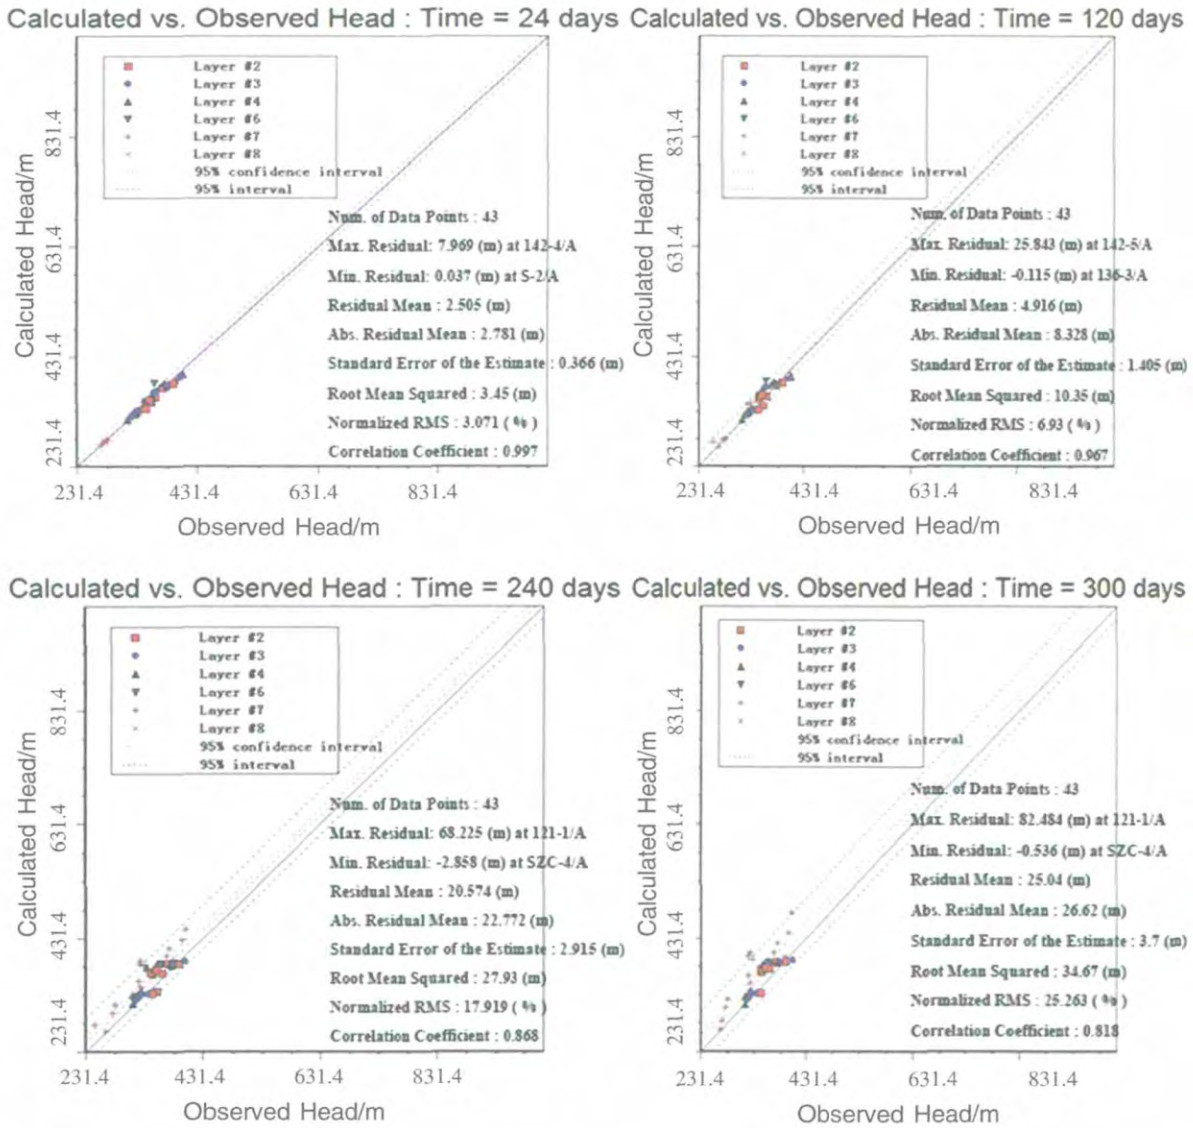 Calculated vs. Observed Head : Time = 24 days
Calculated Head/m
831.4
631.4
431.4
231.4
Layer #2
Layer #3
Layer #4
Layer #6
Layer #7
Layer #8
95% confidence interval
95% interval
Num. of Data Points : 43
Max. Residual: 7.969 (m) at 142-4/A
Min. Residual: 0.037 (m) at S-2/A
Residual Mean : 2.505 (m)
Abs. Residual Mean : 2.781 (m)
Standard Error of the Estimate : 0.366 (m)
Root Mean Squared : 3.45 (m)
Normalized RMS : 3.071 ( % )
Correlation Coefficient : 0.997
231.4 431.4 631.4 831.4
Observed Head/m
Calculated vs. Observed Head : Time = 120 days
Calculated Head/m
831.4
631.4
431.4
231.4
Layer #2
Layer #3
Layer #4
Layer #6
Layer #7
Layer #8
95% confidence interval
95% interval
Num. of Data Points : 43
Max. Residual: 25.843 (m) at 142-5/A
Min. Residual: -0.115 (m) at 136-3/A
Residual Mean : 4.916 (m)
Abs. Residual Mean : 8.328 (m)
Standard Error of the Estimate : 1.405 (m)
Root Mean Squared : 10.35 (m)
Normalized RMS : 6.93 ( % )
Correlation Coefficient : 0.967
231.4 431.4 631.4 831.4
Observed Head/m
Calculated vs. Observed Head : Time = 240 days
Calculated Head/m
831.4
631.4
431.4
231.4
Layer #2
Layer #3
Layer #4
Layer #6
Layer #7
Layer #8
95% confidence interval
95% interval
Num. of Data Points : 43
Max. Residual: 68.225 (m) at 121-1/A
Min. Residual: -2.858 (m) at SZC-4/A
Residual Mean : 20.574 (m)
Abs. Residual Mean : 22.772 (m)
Standard Error of the Estimate : 2.915 (m)
Root Mean Squared : 27.93 (m)
Normalized RMS : 17.919 ( % )
Correlation Coefficient : 0.868
231.4 431.4 631.4 831.4
Observed Head/m
Calculated vs. Observed Head : Time = 300 days
Calculated Head/m
831.4
631.4
431.4
231.4
Layer #2
Layer #3
Layer #4
Layer #6
Layer #7
Layer #8
95% confidence interval
95% interval
Num. of Data Points : 43
Max. Residual: 82.484 (m) at 121-1/A
Min. Residual: -0.536 (m) at SZC-4/A
Residual Mean : 25.04 (m)
Abs. Residual Mean : 26.62 (m)
Standard Error of the Estimate : 3.7 (m)
Root Mean Squared : 34.67 (m)
Normalized RMS : 25.263 ( % )
Correlation Coefficient : 0.818
231.4 431.4 631.4 831.4
Observed Head/m